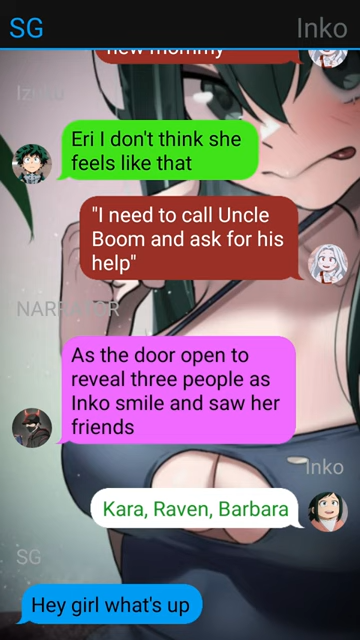 SG
Inko
new mommy"
Izuku
Eri I don't think she
feels like that
"I need to call Uncle
Boom and ask for his
help"
NARRATOR
As the door open to
reveal three people as
Inko smile and saw her
friends
Inko
Kara, Raven, Barbara
SG
Hey girl what's up